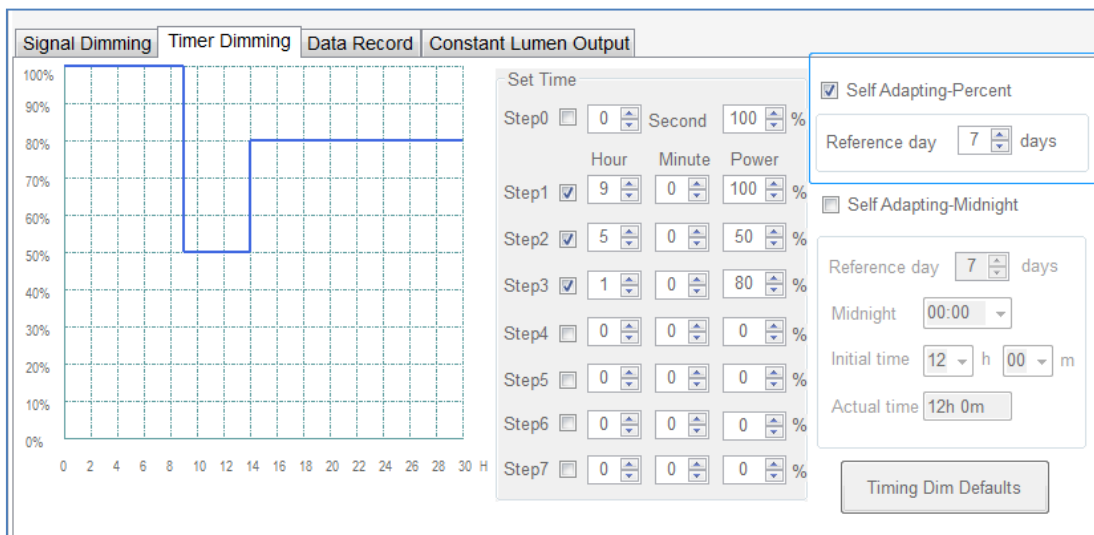 Signal Dimming Timer Dimming Data Record Constant Lumen Output
100%
90%
80%
70%
60%
50%
40%
30%
20%
10%
0%
0 2 4 6 8 10 12 14 16 18 20 22 24 26 28 30 H
Set Time
Step0 0 Second 100 %
Hour Minute Power
Step1 9 0 100 %
Step2 5 0 50 %
Step3 1 0 80 %
Step4 0 0 0 %
Step5 0 0 0 %
Step6 0 0 0 %
Step7 0 0 0 %
Self Adapting-Percent
Reference day 7 days
Self Adapting-Midnight
Reference day 7 days
Midnight 00:00
Initial time 12 h 00 m
Actual time 12h 0m
Timing Dim Defaults